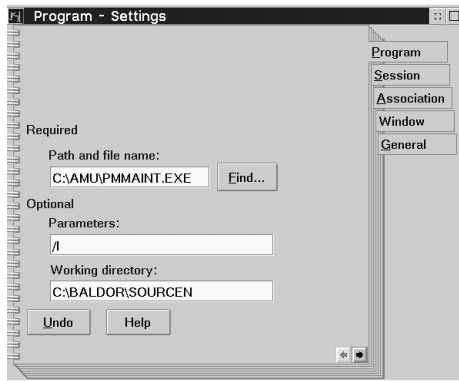 Program - Settings
Program
Session
Association
Window
General
Required
Path and file name:
C:\AMU\PMMAINT.EXE
Find...
Optional
Parameters:
/I
Working directory:
C:\BALDOR\SOURCEN
Undo
Help